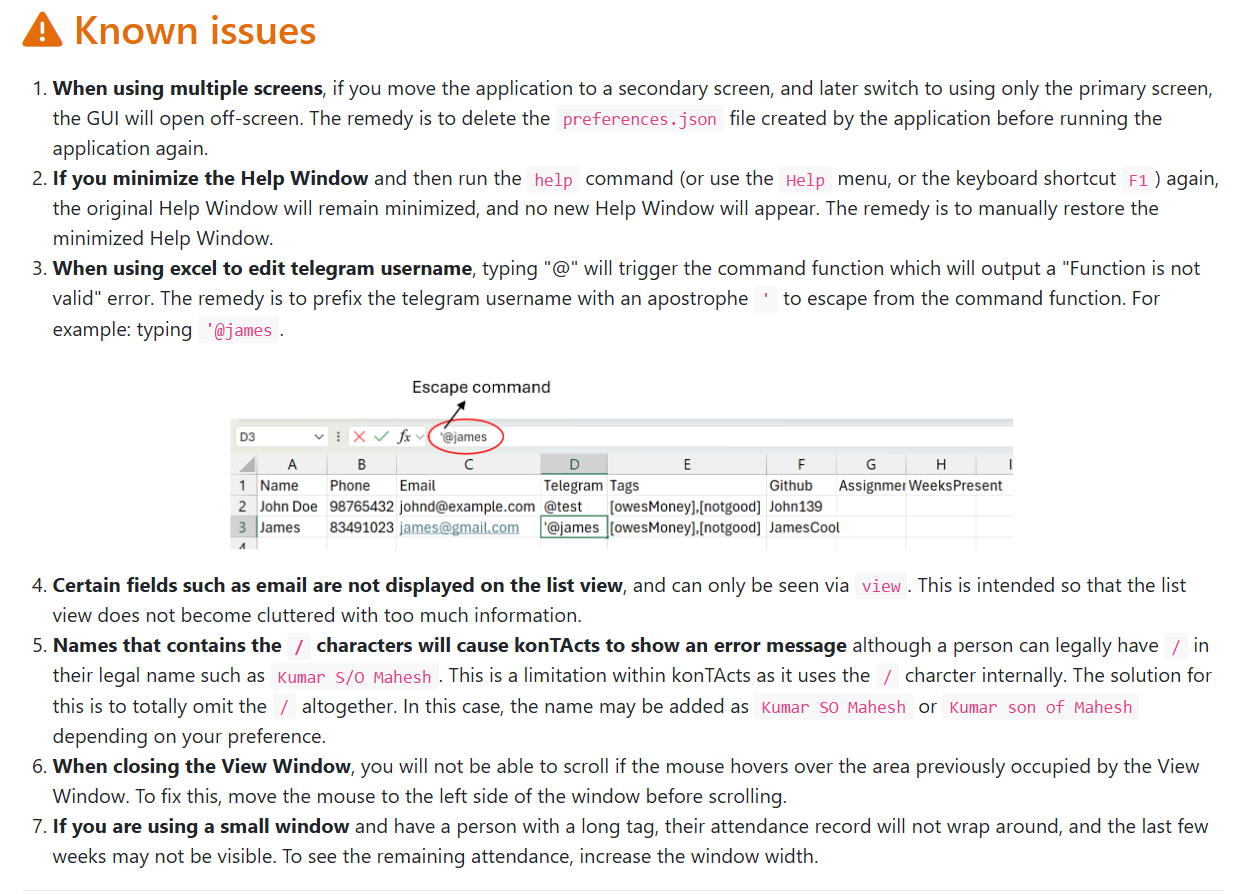 Known issues
1. When using multiple screens, if you move the application to a secondary screen, and later switch to using only the primary screen,
the GUI will open off-screen. The remedy is to delete the preferences.json file created by the application before running the
application again.
2. If you minimize the Help Window and then run the help command (or use the Help menu, or the keyboard shortcut F1 ) again,
the original Help Window will remain minimized, and no new Help Window will appear. The remedy is to manually restore the
minimized Help Window.
3. When using excel to edit telegram username, typing "@" will trigger the command function which will output a "Function is not
valid" error. The remedy is to prefix the telegram username with an apostrophe ' to escape from the command function. For
example: typing '@james .
Escape command
D3 fx '@james
A B C D E F G H I
1 Name Phone Email Telegram Tags Github Assignmer WeeksPresent
2 John Doe 98765432 johnd@example.com @test [owesMoney],[notgood] John139
3 James 83491023 james@gmail.com '@james [owesMoney],[notgood] JamesCool
4
4. Certain fields such as email are not displayed on the list view, and can only be seen via view . This is intended so that the list
view does not become cluttered with too much information.
5. Names that contains the / characters will cause konTActs to show an error message although a person can legally have / in
their legal name such as Kumar S/O Mahesh . This is a limitation within konTActs as it uses the / charcter internally. The solution for
this is to totally omit the / altogether. In this case, the name may be added as Kumar SO Mahesh or Kumar son of Mahesh
depending on your preference.
6. When closing the View Window, you will not be able to scroll if the mouse hovers over the area previously occupied by the View
Window. To fix this, move the mouse to the left side of the window before scrolling.
7. If you are using a small window and have a person with a long tag, their attendance record will not wrap around, and the last few
weeks may not be visible. To see the remaining attendance, increase the window width.